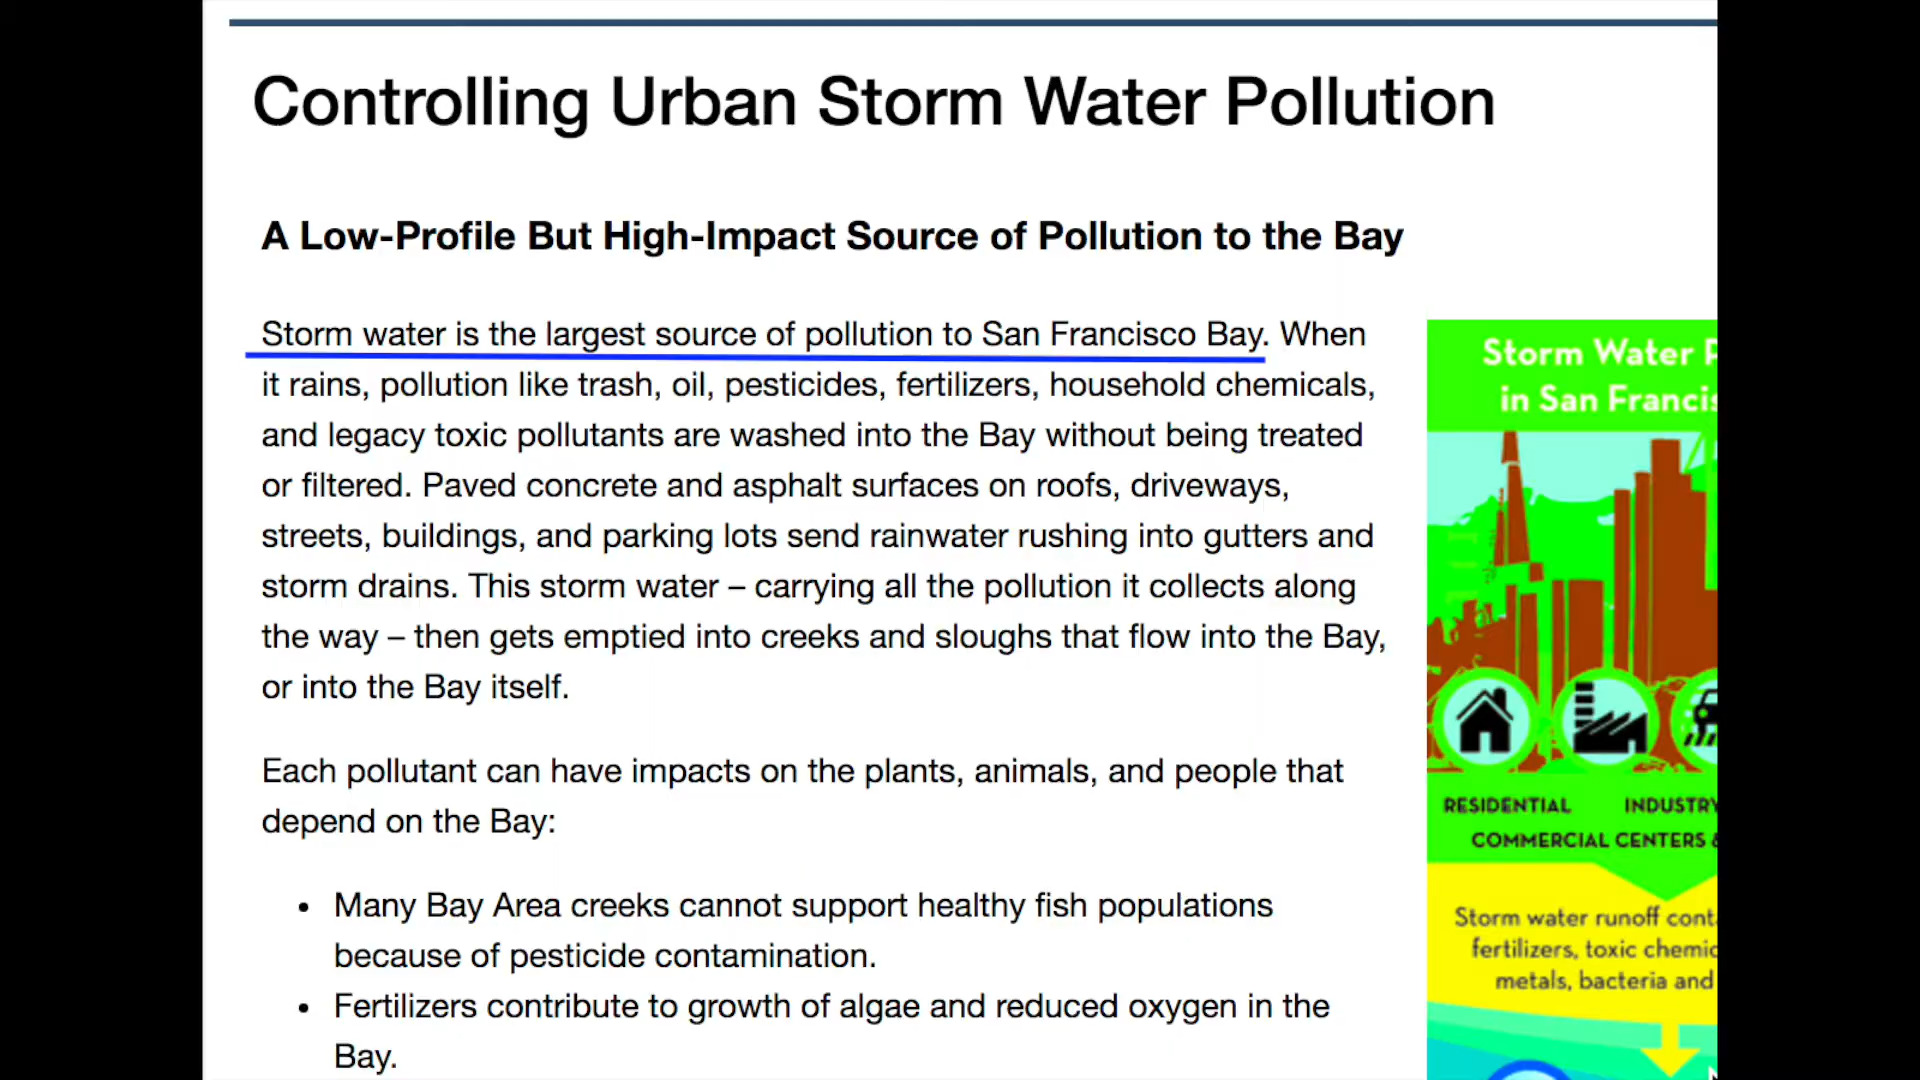 Controlling Urban Storm Water Pollution
A Low-Profile But High-Impact Source of Pollution to the Bay
Storm water is the largest source of pollution to San Francisco Bay. When
it rains, pollution like trash, oil, pesticides, fertilizers, household chemicals,
and legacy toxic pollutants are washed into the Bay without being treated
or filtered. Paved concrete and asphalt surfaces on roofs, driveways,
streets, buildings, and parking lots send rainwater rushing into gutters and
storm drains. This storm water – carrying all the pollution it collects along
the way – then gets emptied into creeks and sloughs that flow into the Bay,
or into the Bay itself.
Each pollutant can have impacts on the plants, animals, and people that
depend on the Bay:
• Many Bay Area creeks cannot support healthy fish populations
because of pesticide contamination.
• Fertilizers contribute to growth of algae and reduced oxygen in the
Bay.
Storm Water
in San
RESIDENTIAL INDUSTRY
COMMERCIAL CENTERS
Storm water runoff
fertilizers, toxic
metals, bacteria and